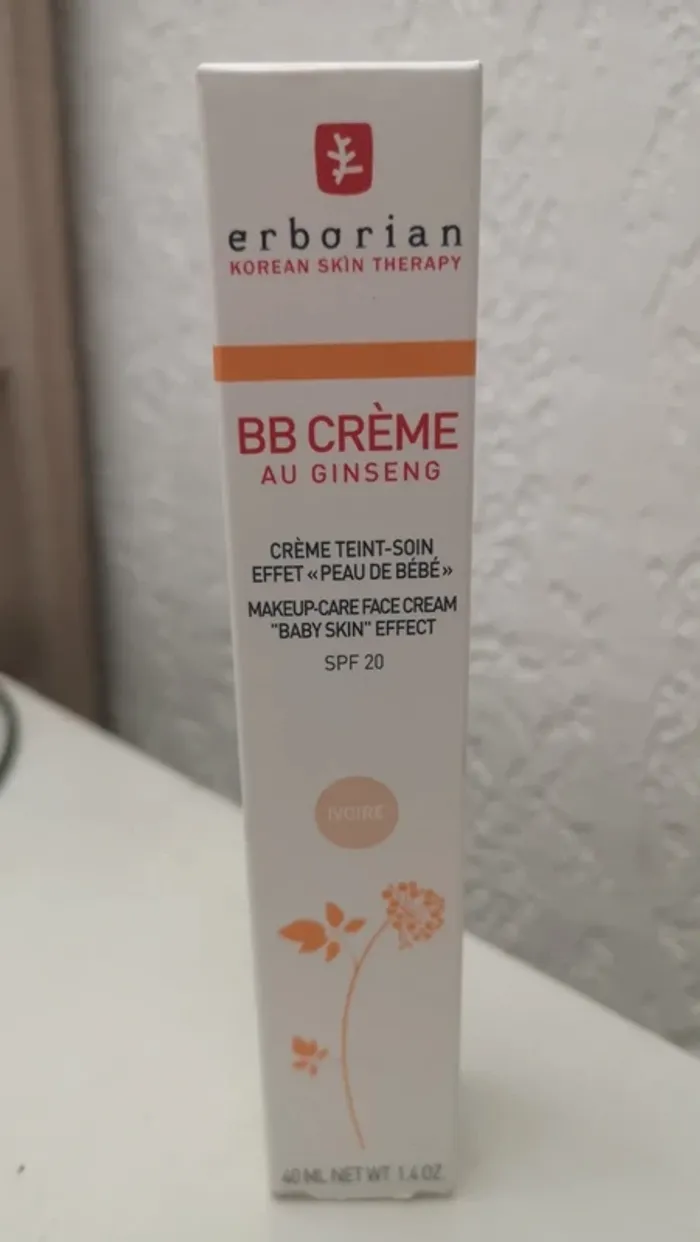 erborian
KOREAN SKIN THERAPY
BB CRÈME
AU GINSENG
CRÈME TEINT-SOIN
EFFET «PEAU DE BÉBÉ»
MAKEUP-CARE FACE CREAM
"BABY SKIN" EFFECT
SPF 20
IVOIRE
40 ML NET WT 1.4 OZ.